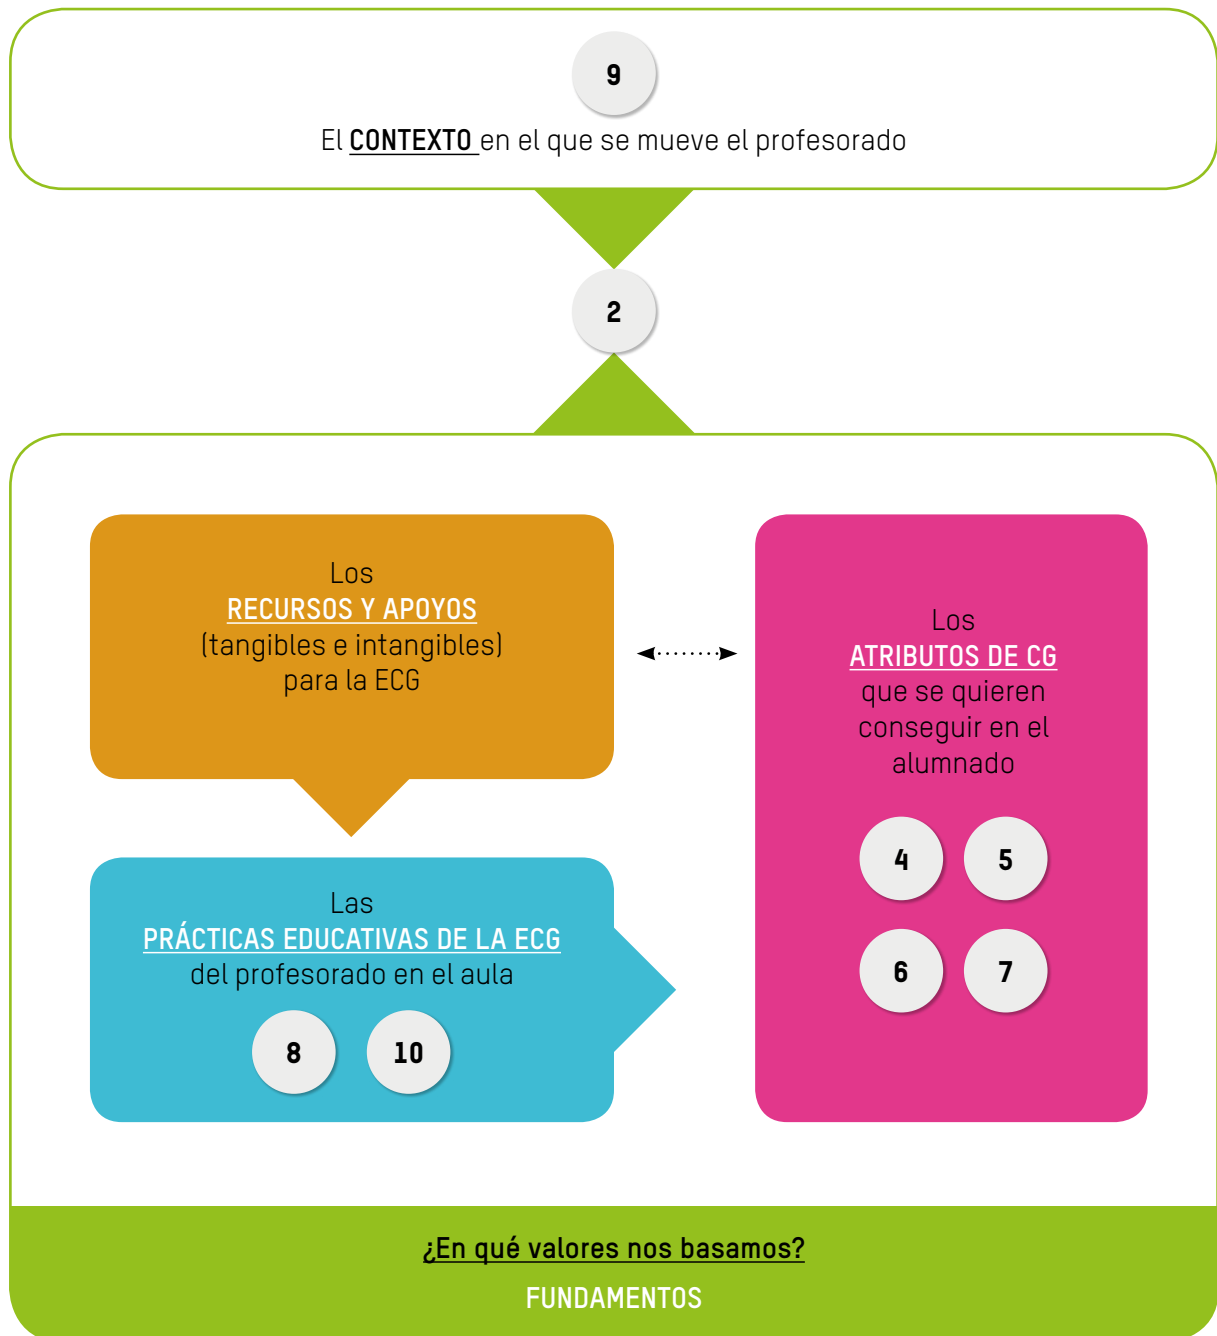 9
El CONTEXTO en el que se mueve el profesorado
2
Los
RECURSOS Y APOYOS
(tangibles e intangibles)
para la ECG
Las
PRÁCTICAS EDUCATIVAS DE LA ECG
del profesorado en el aula
8 10
Los
ATRIBUTOS DE CG
que se quieren
conseguir en el
alumnado
4 5
6 7
¿En qué valores nos basamos?
FUNDAMENTOS